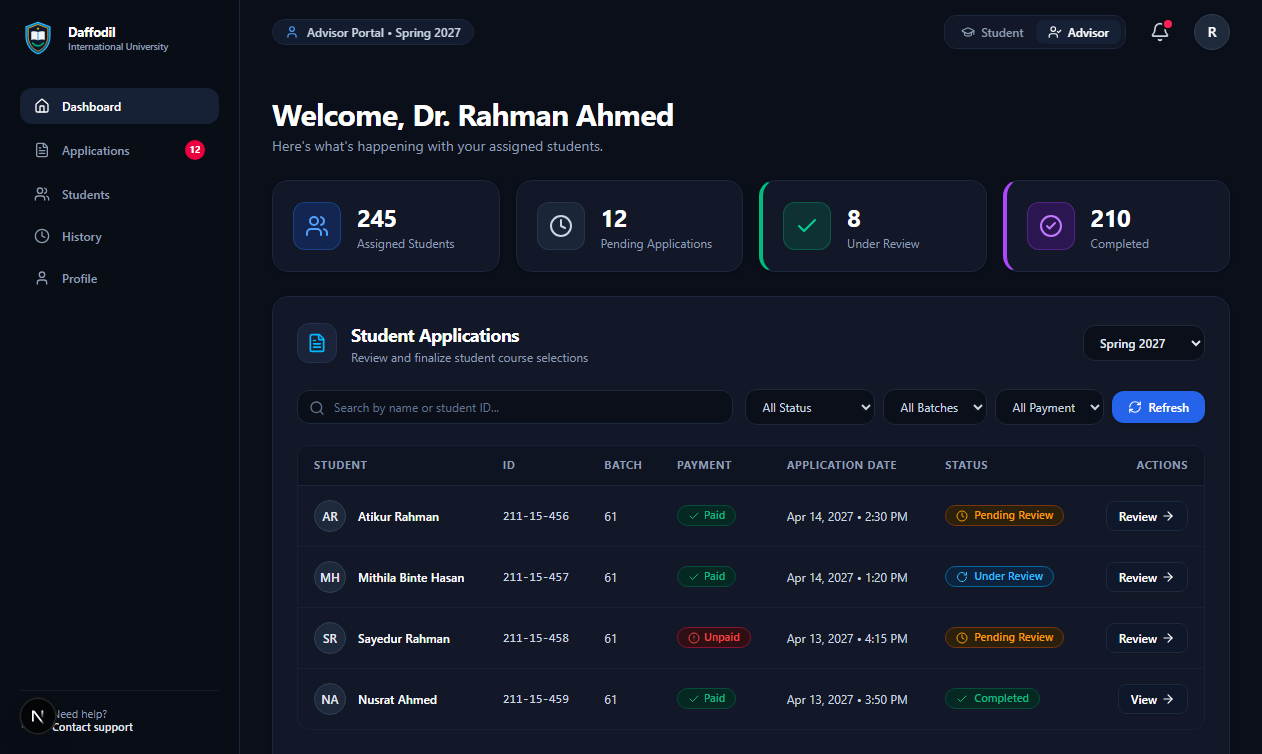 Daffodil
International University
Dashboard
Applications 12
Students
History
Profile
Need help?
Contact support
N
Advisor Portal • Spring 2027
Student Advisor
R
Welcome, Dr. Rahman Ahmed
Here's what's happening with your assigned students.
245
Assigned Students
12
Pending Applications
8
Under Review
210
Completed
Student Applications
Review and finalize student course selections
Spring 2027
Search by name or student ID...
All Status
All Batches
All Payment
Refresh
STUDENT ID BATCH PAYMENT APPLICATION DATE STATUS ACTIONS
AR Atikur Rahman 211-15-456 61 Paid Apr 14, 2027 • 2:30 PM Pending Review Review →
MH Mithila Binte Hasan 211-15-457 61 Paid Apr 14, 2027 • 1:20 PM Under Review Review →
SR Sayedur Rahman 211-15-458 61 Unpaid Apr 13, 2027 • 4:15 PM Pending Review Review →
NA Nusrat Ahmed 211-15-459 61 Paid Apr 13, 2027 • 3:50 PM Completed View →